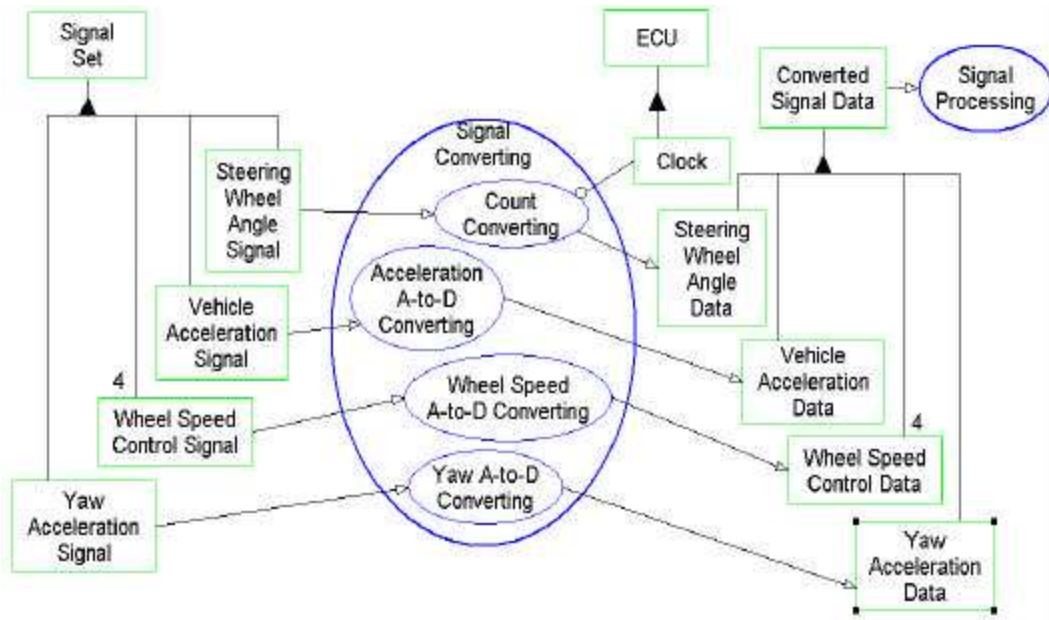 Signal
Set
ECU
Converted
Signal Data
Signal
Processing
Signal
Converting
Clock
Steering
Wheel
Angle
Signal
Count
Converting
Steering
Wheel
Angle
Data
Acceleration
A-to-D
Converting
Vehicle
Acceleration
Signal
Vehicle
Acceleration
Data
4
Wheel Speed
Control Signal
Wheel Speed
A-to-D Converting
4
Wheel Speed
Control Data
Yaw
Acceleration
Signal
Yaw A-to-D
Converting
Yaw
Acceleration
Data